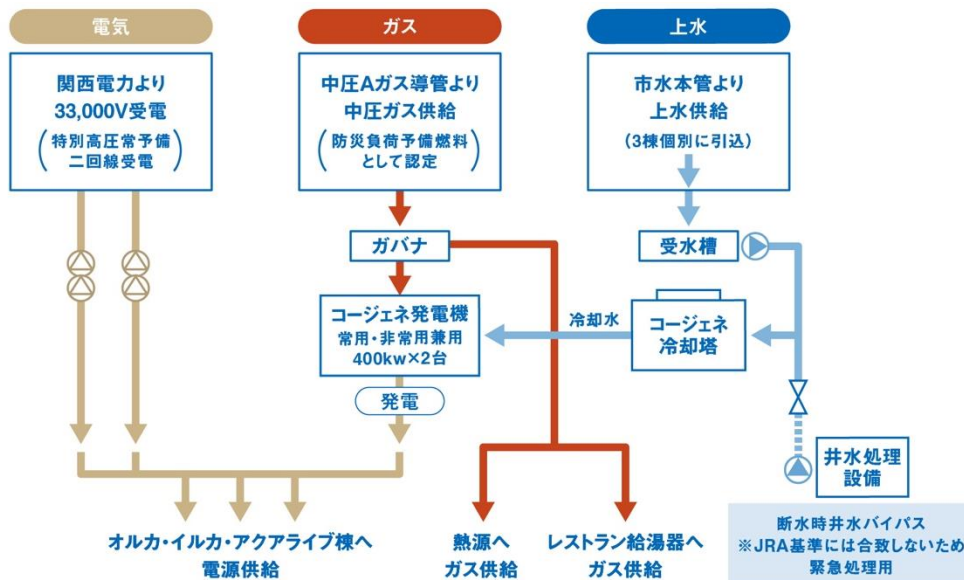 電気
ガス
上水
関西電力より
33,000V受電
(特別高圧常予備
二回線受電)
中圧Aガス導管より
中圧ガス供給
(防災負荷予備燃料
として認定)
市水本管より
上水供給
(3棟個別に引込)
ガバナ
受水槽
コージェネ発電機
常用・非常用兼用
400kw×2台
冷却水
コージェネ
冷却塔
発電
井水処理
設備
オルカ・イルカ・アクアライブ棟へ
電源供給
熱源へ
ガス供給
レストラン給湯器へ
ガス供給
断水時井水バイパス
※JRA基準には合致しないため
緊急処理用